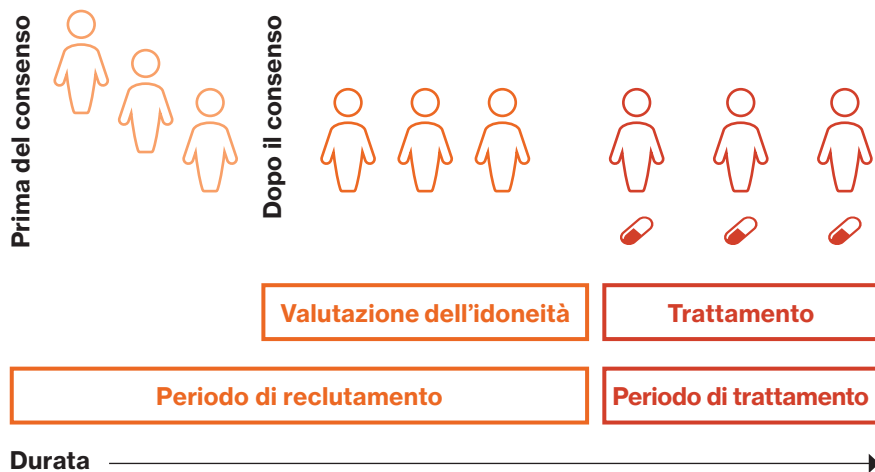 Prima del consenso
Dopo il consenso
Valutazione dell’idoneità
Trattamento
Periodo di reclutamento
Periodo di trattamento
Durata